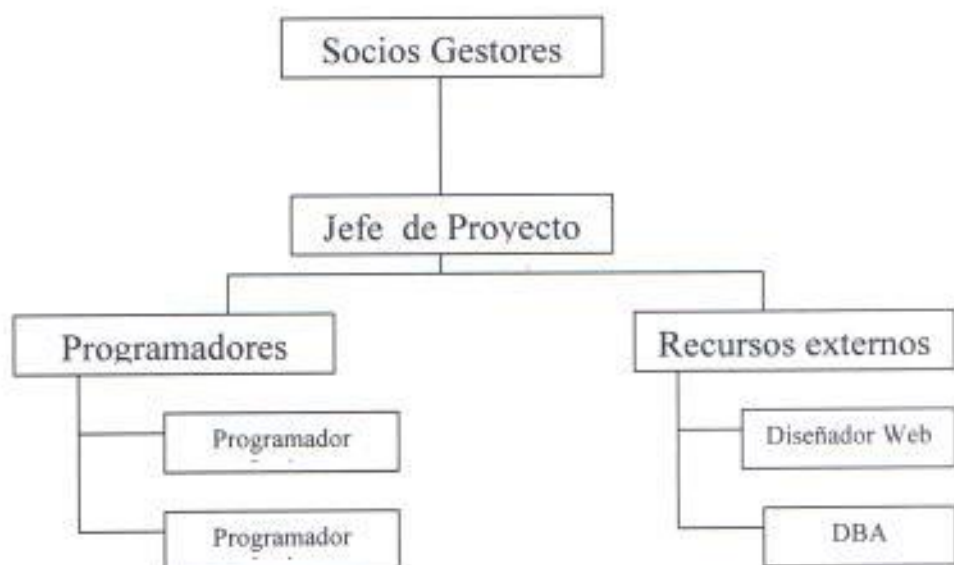 Socios Gestores
Jefe de Proyecto
Programadores
Recursos externos
Programador
Diseñador Web
Programador
DBA